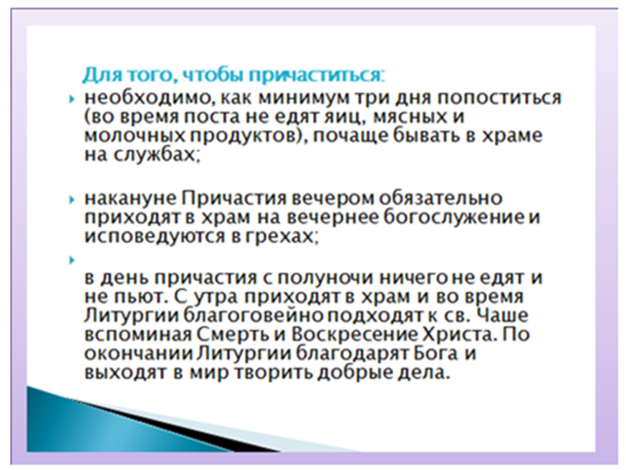 Для того, чтобы причаститься:
необходимо, как минимум три дня попоститься
(во время поста не едят яиц, мясных и
молочных продуктов), почаще бывать в храме
на службах;
накануне Причастия вечером обязательно
приходят в храм на вечернее богослужение и
исповедуются в грехах;
в день причастия с полуночи ничего не едят и
не пьют. С утра приходят в храм и во время
Литургии благоговейно подходят к св. Чаше
вспоминая Смерть и Воскресение Христа. По
окончании Литургии благодарят Бога и
выходят в мир творить добрые дела.